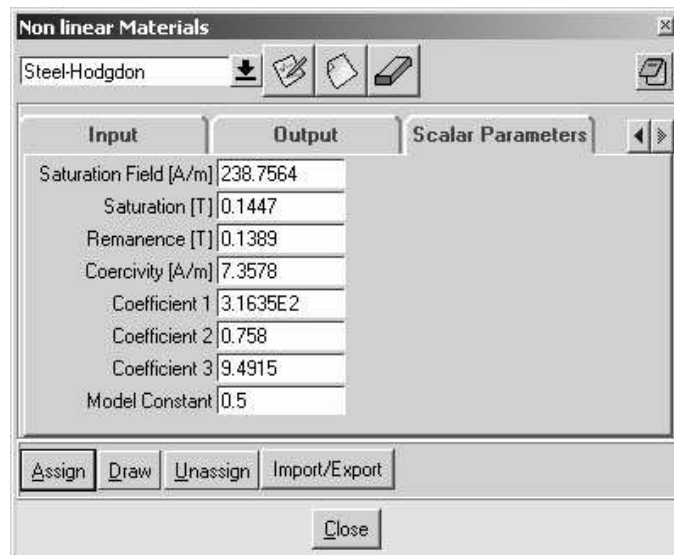 Non linear Materials
Steel-Hodgdon
Input Output Scalar Parameters
Saturation Field [A/m] 238.7564
Saturation [T] 0.1447
Remanence [T] 0.1389
Coercivity [A/m] 7.3578
Coefficient 1 3.1635E2
Coefficient 2 0.758
Coefficient 3 9.4915
Model Constant 0.5
Assign Draw Unassign Import/Export
Close